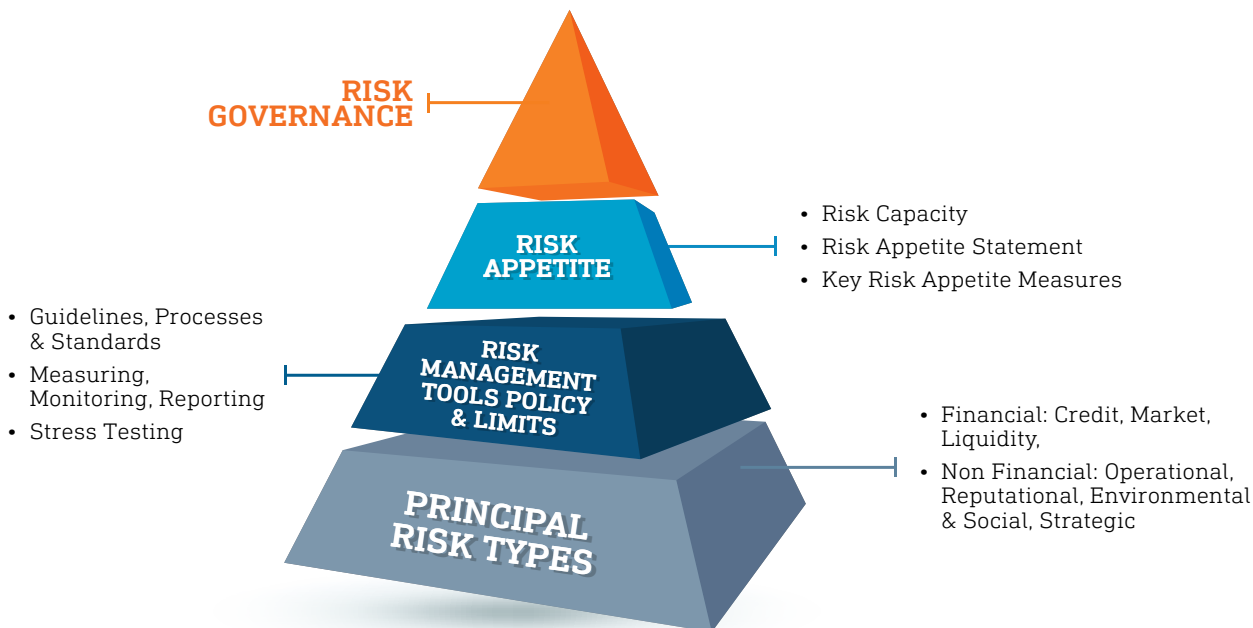 RISK
GOVERNANCE
RISK
APPETITE
• Risk Capacity
• Risk Appetite Statement
• Key Risk Appetite Measures
• Guidelines, Processes
& Standards
• Measuring,
Monitoring, Reporting
• Stress Testing
RISK
MANAGEMENT
TOOLS POLICY
& LIMITS
PRINCIPAL
RISK TYPES
• Financial: Credit, Market,
Liquidity,
• Non Financial: Operational,
Reputational, Environmental
& Social, Strategic